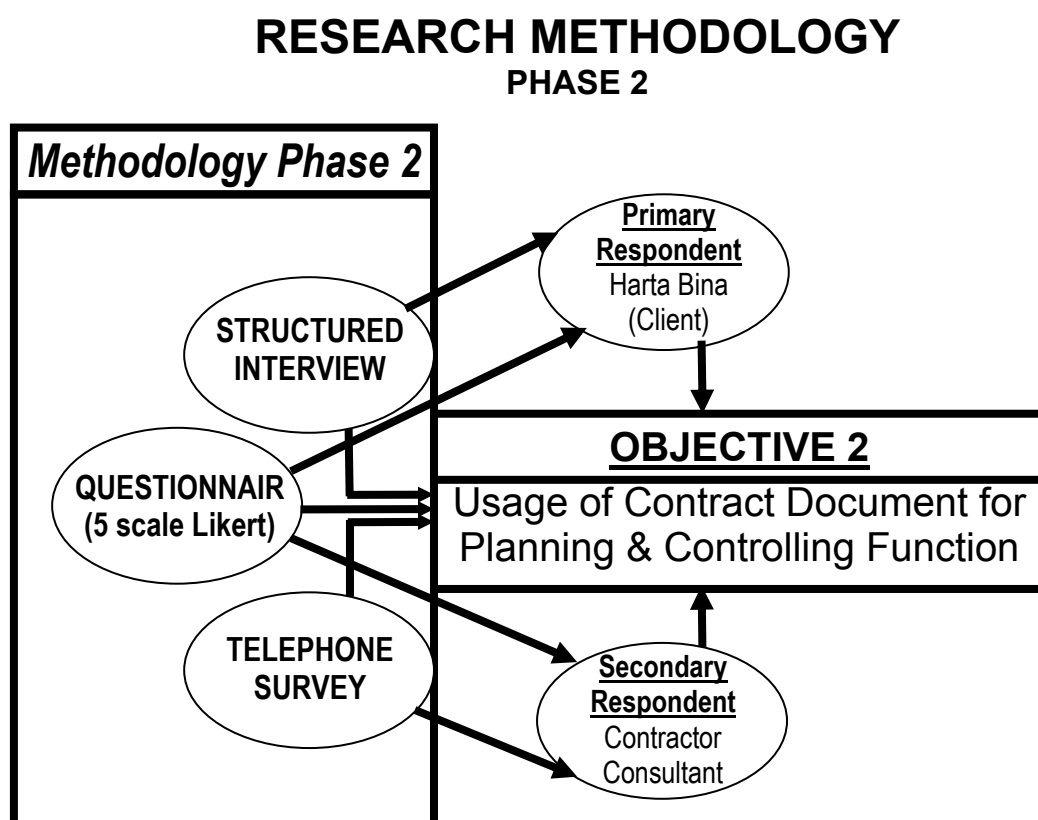 RESEARCH METHODOLOGY
PHASE 2
Methodology Phase 2
Primary
Respondent
Harta Bina
(Client)
STRUCTURED
INTERVIEW
OBJECTIVE 2
Usage of Contract Document for
Planning & Controlling Function
QUESTIONNAIR
(5 scale Likert)
TELEPHONE
SURVEY
Secondary
Respondent
Contractor
Consultant